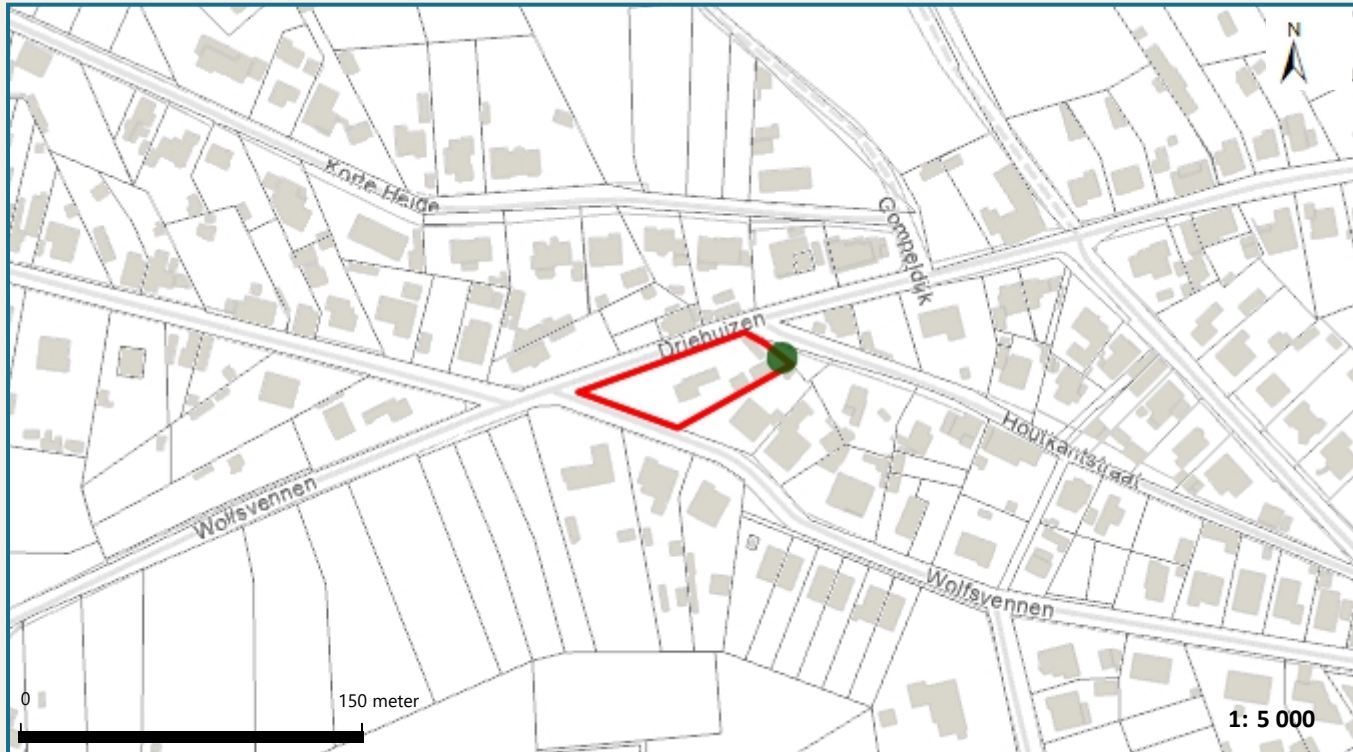 N
Korte Heide
Gompeldijk
Driehuizen
Houtkantstraat
Wolfsvennen
Wolfsvennen
0
150 meter
1: 5 000